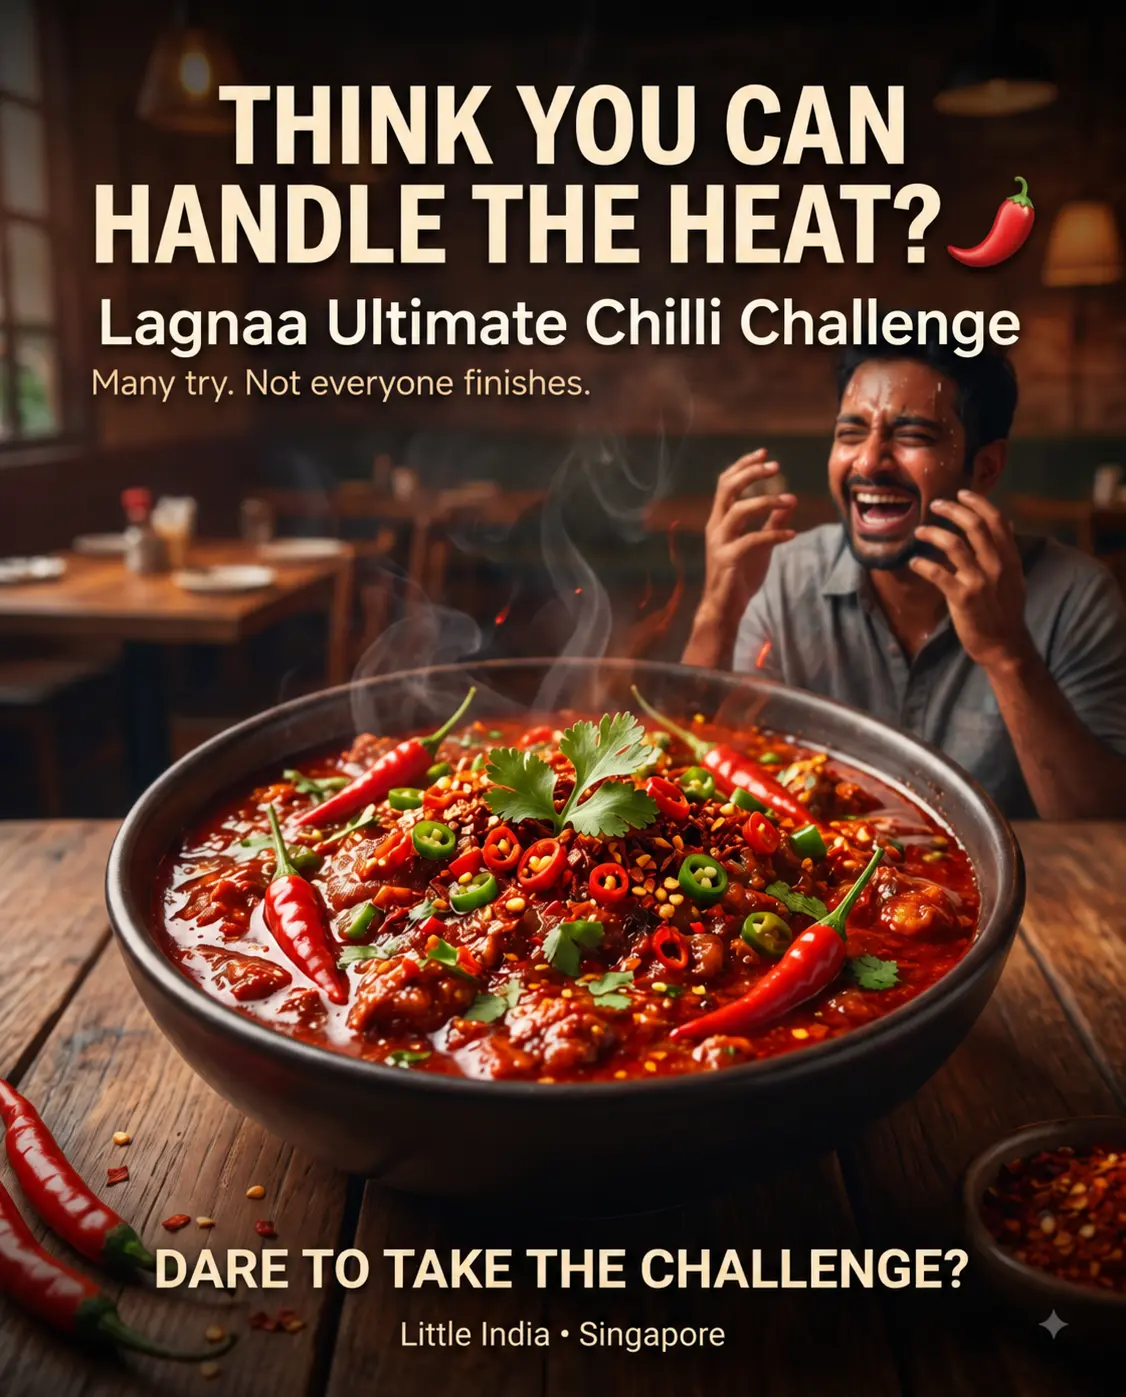 THINK YOU CAN
HANDLE THE HEAT?🌶️
Lagnaa Ultimate Chilli Challenge
Many try. Not everyone finishes.
DARE TO TAKE THE CHALLENGE?
Little India • Singapore